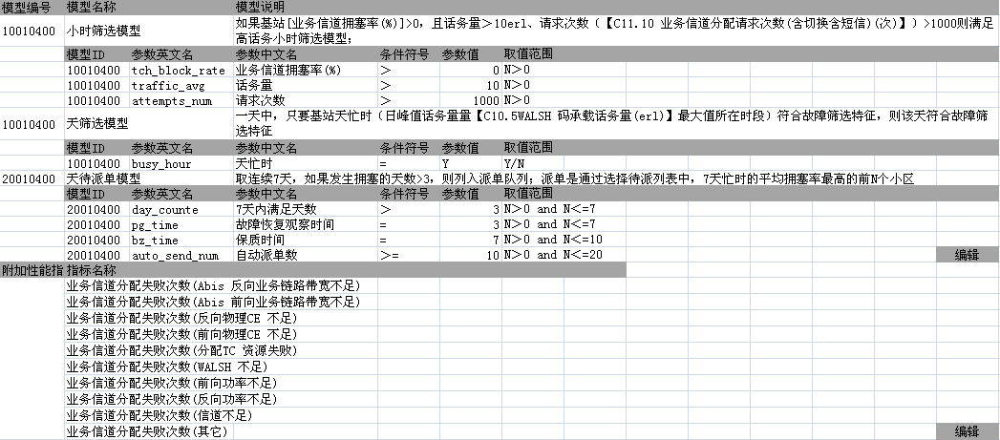 模型编号 模型名称 模型说明
10010400 小时筛选模型 如果基站[业务信道拥塞率(%)]>0，且话务量＞10erl、请求次数（【C11.10 业务信道分配请求次数(含切换含短信)(次)】）>1000则满足
高话务小时筛选模型；
模型ID 参数英文名 参数中文名 条件符号 参数值 取值范围
10010400 tch_block_rate 业务信道拥塞率(%) ＞ 0 N＞0
10010400 traffic_avg 话务量 ＞ 10 N＞0
10010400 attempts_num 请求次数 ＞ 1000 N＞0
10010400 天筛选模型 一天中，只要基站天忙时（日峰值话务量量【C10.5WALSH 码承载话务量(erl)】最大值所在时段）符合故障筛选特征，则该天符合故障筛
选特征
模型ID 参数英文名 参数中文名 条件符号 参数值 取值范围
10010400 busy_hour 天忙时 = Y Y/N
20010400 天待派单模型 取连续7天，如果发生拥塞的天数>3，则列入派单队列；派单是通过选择待派列表中，7天忙时的平均拥塞率最高的前N个小区
模型ID 参数英文名 参数中文名 条件符号 参数值 取值范围
20010400 day_counte 7天内满足天数 ＞ 3 N＞0 and N＜=7
20010400 pg_time 故障恢复观察时间 = 3 N＞0 and N＜=7
20010400 bz_time 保质时间 = 7 N＞0 and N＜=10
20010400 auto_send_num 自动派单数 ＞= 10 N＞0 and N＜=20 编辑
附加性能指 指标名称
业务信道分配失败次数(Abis 反向业务链路带宽不足)
业务信道分配失败次数(Abis 前向业务链路带宽不足)
业务信道分配失败次数(反向物理CE 不足)
业务信道分配失败次数(前向物理CE 不足)
业务信道分配失败次数(分配TC 资源失败)
业务信道分配失败次数(WALSH 不足)
业务信道分配失败次数(前向功率不足)
业务信道分配失败次数(反向功率不足)
业务信道分配失败次数(信道不足)
业务信道分配失败次数(其它) 编辑